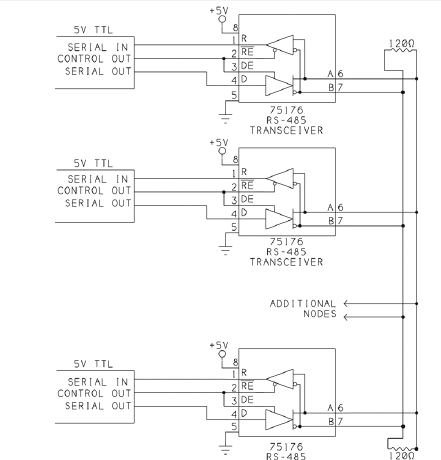 +5V
5V TTL
8
SERIAL IN
1 R
120Ω
CONTROL OUT
2 RE
3 DE
SERIAL OUT
4 D
A 6
B 7
5
75176
RS-485
TRANSCEIVER
+5V
5V TTL
8
SERIAL IN
1 R
CONTROL OUT
2 RE
3 DE
SERIAL OUT
4 D
A 6
B 7
5
75176
RS-485
TRANSCEIVER
ADDITIONAL
NODES
+5V
5V TTL
8
SERIAL IN
1 R
CONTROL OUT
2 RE
3 DE
SERIAL OUT
4 D
A 6
B 7
5
75176
RS-485
120Ω